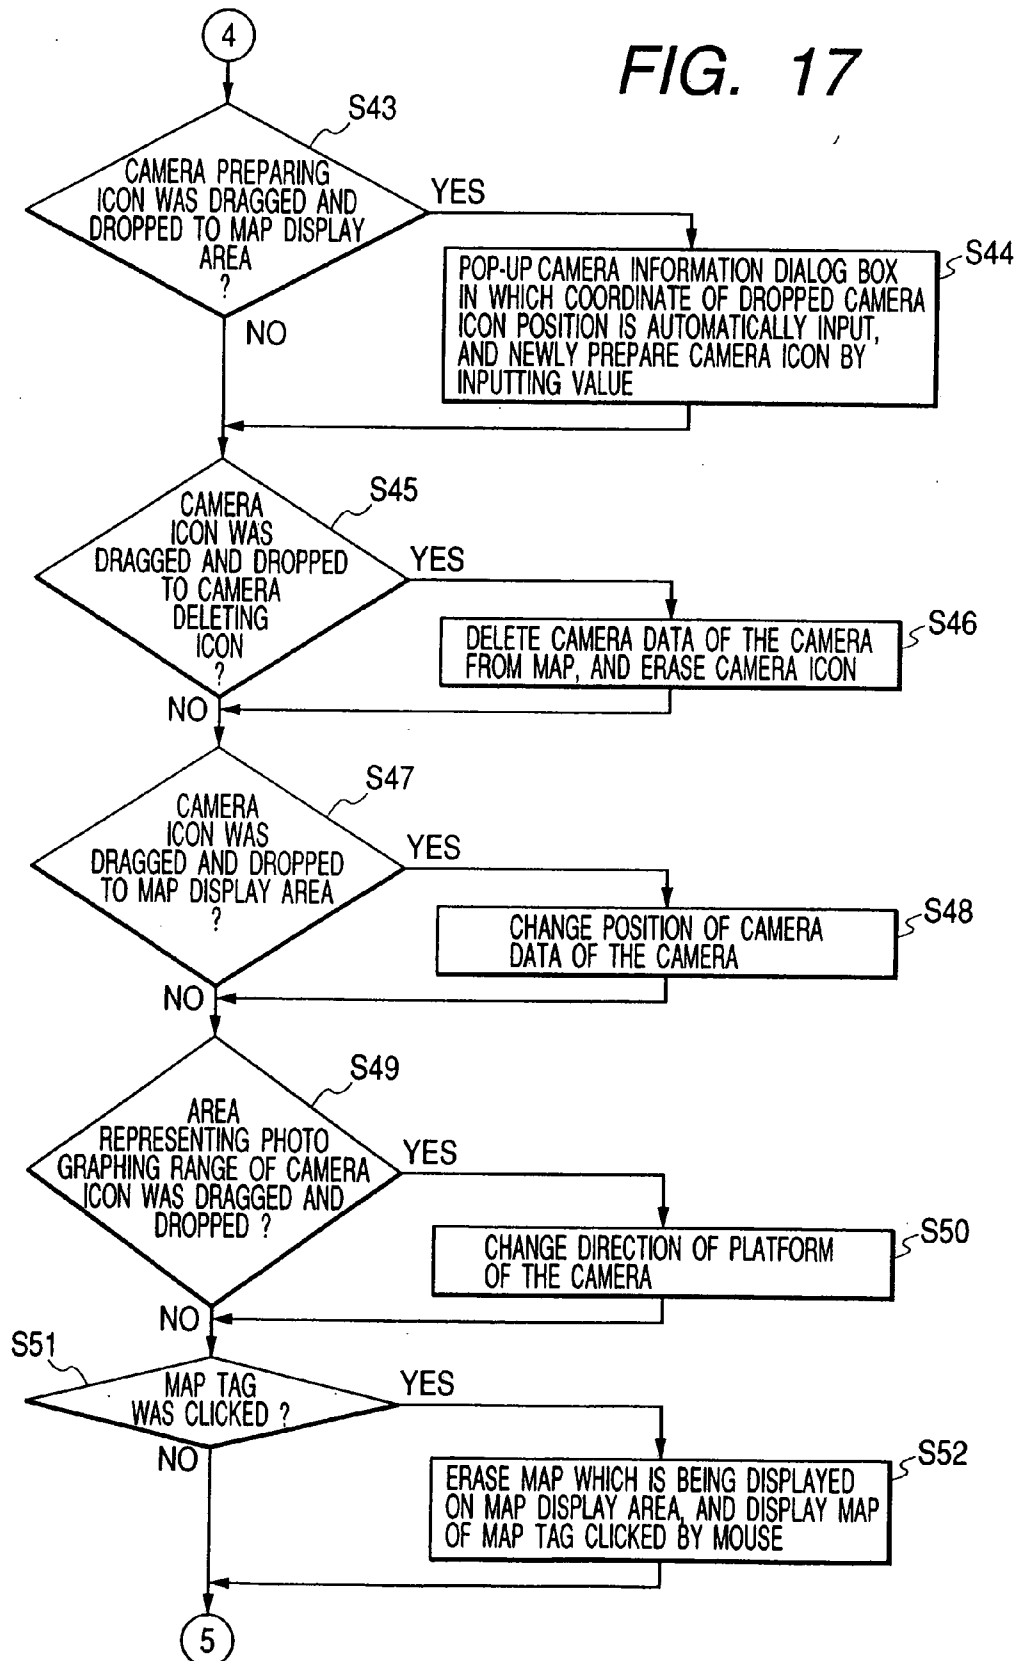 4
FIG. 17
S43
CAMERA PREPARING
ICON WAS DRAGGED AND
DROPPED TO MAP DISPLAY
AREA
?
YES
NO
S44
POP-UP CAMERA INFORMATION DIALOG BOX
IN WHICH COORDINATE OF DROPPED CAMERA
ICON POSITION IS AUTOMATICALLY INPUT,
AND NEWLY PREPARE CAMERA ICON BY
INPUTTING VALUE
S45
CAMERA
ICON WAS
DRAGGED AND DROPPED
TO CAMERA
DELETING
ICON
?
YES
NO
S46
DELETE CAMERA DATA OF THE CAMERA
FROM MAP, AND ERASE CAMERA ICON
S47
CAMERA
ICON WAS
DRAGGED AND DROPPED
TO MAP DISPLAY AREA
?
YES
NO
S48
CHANGE POSITION OF CAMERA
DATA OF THE CAMERA
S49
AREA
REPRESENTING PHOTO
GRAPHING RANGE OF CAMERA
ICON WAS DRAGGED AND
DROPPED ?
YES
NO
S50
CHANGE DIRECTION OF PLATFORM
OF THE CAMERA
S51
MAP TAG
WAS CLICKED ?
YES
NO
S52
ERASE MAP WHICH IS BEING DISPLAYED
ON MAP DISPLAY AREA, AND DISPLAY MAP
OF MAP TAG CLICKED BY MOUSE
5